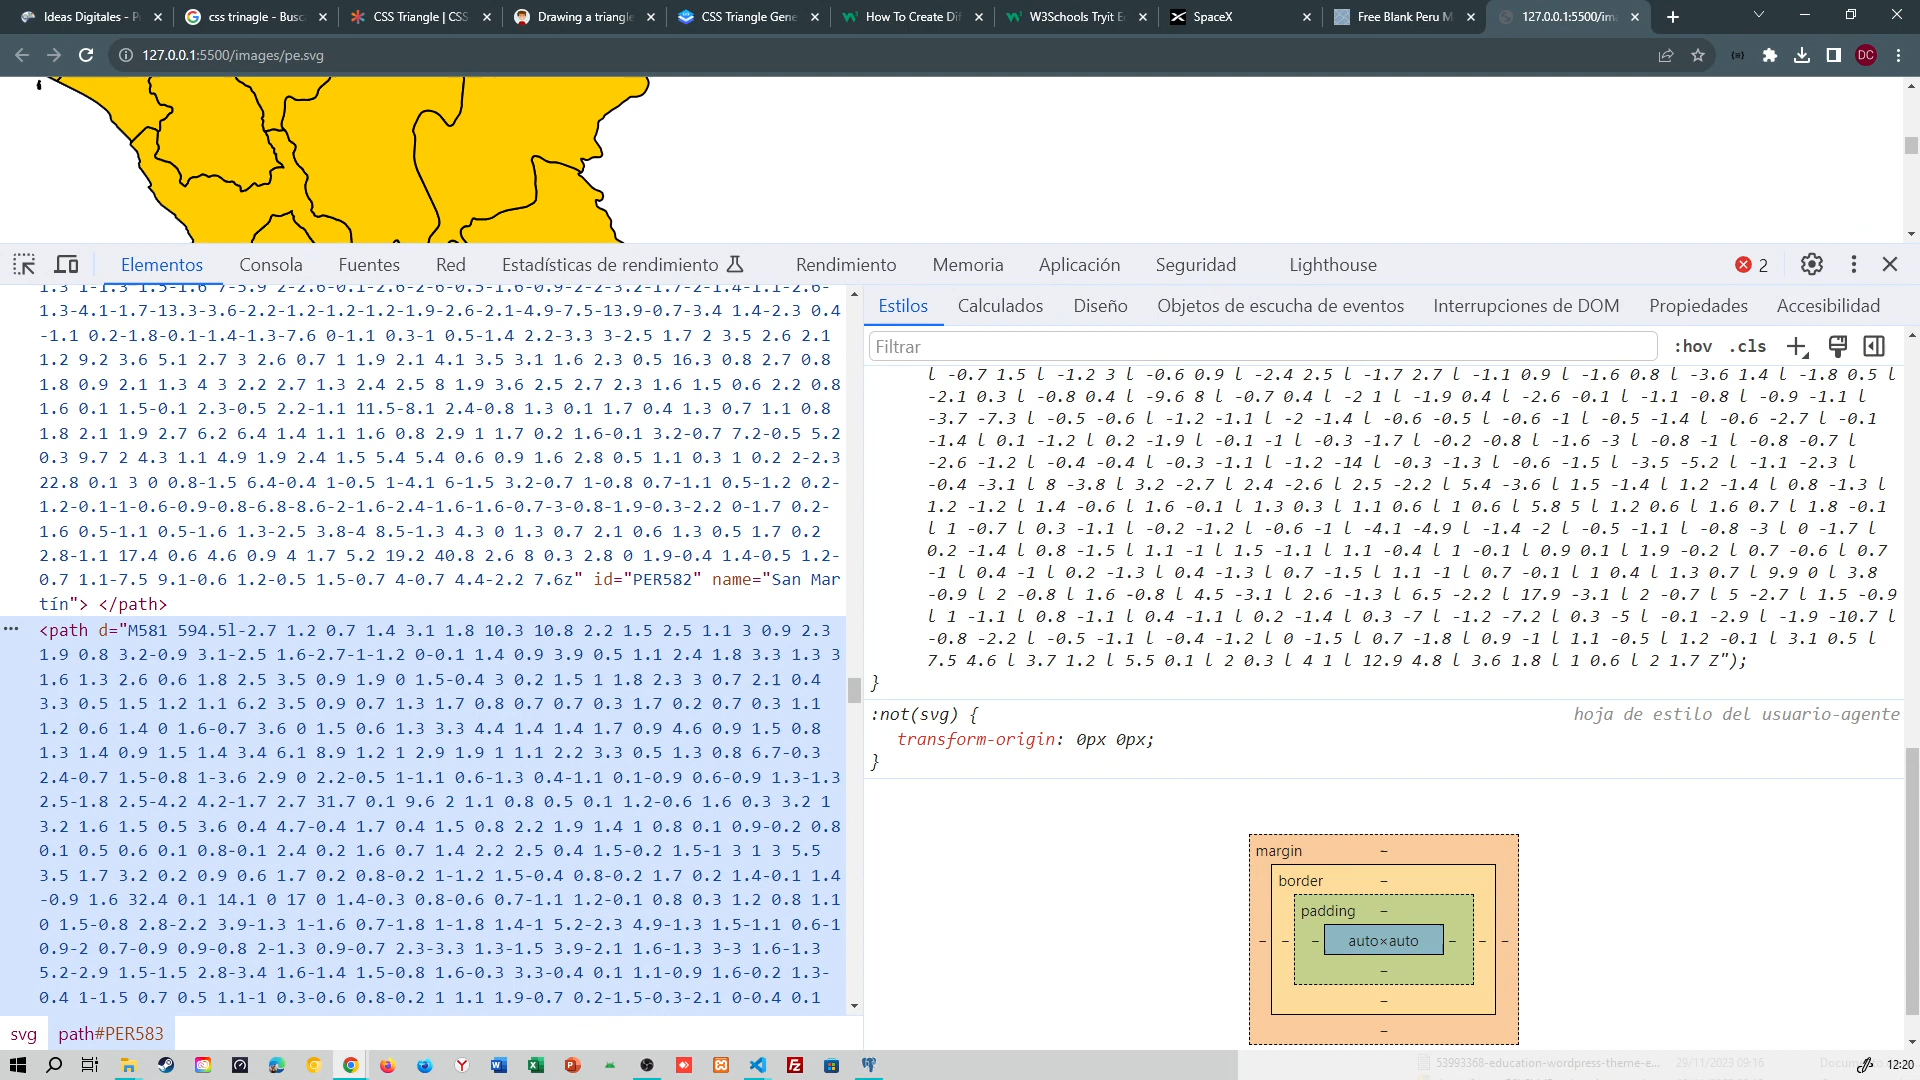 Ideas Digitales - P
css strinagle - Busc
CSS Triangle | CSS
Drawing a triangle
CSS Triangle Gene
How To Create Dif
W3Schools Tryit E
SpaceX
Free Blank Peru M
127.0.0.1:5500/ima
127.0.0.1:5500/images/pe.svg
DC
Elementos
Consola
Fuentes
Red
Estadísticas de rendimiento
Rendimiento
Memoria
Aplicación
Seguridad
Lighthouse
2
1.3-4.1-1.7-13.3-3.6-2.2-1.2-1.2-1.2-1.9-2.6-2.1-4.9-7.5-13.9-0.7-3.4 1.4-2.3 0.4
-1.1 0.2-1.8-0.1-1.4-1.3-7.6 0-1.1 0.3-1 0.5-1.4 2.2-3.3 3-2.5 1.7 2 3.5 2.6 2.1
1.2 9.2 3.6 5.1 2.7 3 2.6 0.7 1 1.9 2.1 4.1 3.5 3.1 1.6 2.3 0.5 16.3 0.8 2.7 0.8
1.8 0.9 2.1 1.3 4 3 2.2 2.7 1.3 2.4 2.5 8 1.9 3.6 2.5 2.7 2.3 1.6 1.5 0.6 2.2 0.8
1.6 0.1 1.5-0.1 2.3-0.5 2.2-1.1 11.5-8.1 2.4-0.8 1.3 0.1 1.7 0.4 1.3 0.7 1.1 0.8
1.8 2.1 1.9 2.7 6.2 6.4 1.4 1.1 1.6 0.8 2.9 1 1.7 0.2 1.6-0.1 3.2-0.7 7.2-0.5 5.2
0.3 9.7 2 4.3 1.1 4.9 1.9 2.4 1.5 5.4 5.4 0.6 0.9 1.6 2.8 0.5 1.1 0.3 1 0.2 2-2.3
22.8 0.1 3 0 0.8-1.5 6.4-0.4 1-0.5 1-4.1 6-1.5 3.2-0.7 1-0.8 0.7-1.1 0.5-1.2 0.2-
1.2-0.1-1-0.6-0.9-0.8-6.8-8.6-2-1.6-2.4-1.6-1.6-0.7-3-0.8-1.9-0.3-2.2 0-1.7 0.2-
1.6 0.5-1.1 0.5-1.6 1.3-2.5 3.8-4 8.5-1.3 4.3 0 1.3 0.7 2.1 0.6 1.3 0.5 1.7 0.2
2.8-1.1 17.4 0.6 4.6 0.9 4 1.7 5.2 19.2 40.8 2.6 8 0.3 2.8 0 1.9-0.4 1.4-0.5 1.2-
0.7 1.1-7.5 9.1-0.6 1.2-0.5 1.5-0.7 4-0.7 4.4-2.2 7.6z" id="PER582" name="San Mar
tín"> </path>
<path d="M581 594.5l-2.7 1.2 0.7 1.4 3.1 1.8 10.3 10.8 2.2 1.5 2.5 1.1 3 0.9 2.3
1.9 0.8 3.2-0.9 3.1-2.5 1.6-2.7-1-1.2 0-0.1 1.4 0.9 3.9 0.5 1.1 2.4 1.8 3.3 1.3 3
1.6 1.3 2.6 0.6 1.8 2.5 3.5 0.9 1.9 0 1.5-0.4 3 0.2 1.5 1 1.8 2.3 3 0.7 2.1 0.4
3.3 0.5 1.5 1.2 1.1 6.2 3.5 0.9 0.7 1.3 1.7 0.8 0.7 0.7 0.3 1.7 0.2 0.7 0.3 1.1
1.2 0.6 1.4 0 1.6-0.7 3.6 0 1.5 0.6 1.3 3.3 4.4 1.4 1.4 1.7 0.9 4.6 0.9 1.5 0.8
1.3 1.4 0.9 1.5 1.4 3.4 6.1 8.9 1.2 1 2.9 1.9 1 1.1 2.2 3.3 0.5 1.3 0.8 6.7-0.3
2.4-0.7 1.5-0.8 1-3.6 2.9 0 2.2-0.5 1-1.1 0.6-1.3 0.4-1.1 0.1-0.9 0.6-0.9 1.3-1.3
2.5-1.8 2.5-4.2 4.2-1.7 2.7 31.7 0.1 9.6 2 1.1 0.8 0.5 0.1 1.2-0.6 1.6 0.3 3.2 1
3.2 1.6 1.5 0.5 3.6 0.4 4.7-0.4 1.7 0.4 1.5 0.8 2.2 1.9 1.4 1 0.8 0.1 0.9-0.2 0.8
0.1 0.5 0.6 0.1 0.8-0.1 2.4 0.2 1.6 0.7 1.4 2.2 2.5 0.4 1.5-0.2 1.5-1 3 1 3 5.5
3.5 1.7 3.2 0.2 0.9 0.6 1.7 0.2 0.8-0.2 1-1.2 1.5-0.4 0.8-0.2 1.7 0.2 1.4-0.1 1.4
-0.9 1.6 32.4 0.1 14.1 0 17 0 1.4-0.3 0.8-0.6 0.7-1.1 1.2-0.1 0.8 0.3 1.2 0.8 1.1
0 1.5-0.8 2.8-2.2 3.9-1.3 1-1.6 0.7-1.8 1-1.8 1.4-1 5.2-2.3 4.9-1.3 1.5-1.1 0.6-1
0.9-2 0.7-0.9 0.9-0.8 2-1.3 0.9-0.7 2.3-3.3 1.3-1.5 3.9-2.1 1.6-1.3 3-3 1.6-1.3
5.2-2.9 1.5-1.5 2.8-3.4 1.6-1.4 1.5-0.8 1.6-0.3 3.3-0.4 0.1 1.1-0.9 1.6-0.2 1.3-
0.4 1-1.5 0.7 0.5 1.1-1 0.3-0.6 0.8-0.2 1 1.1 1.9-0.7 0.2-1.5-0.3-2.1 0-0.4 0.1
svg
path#PER583
Estilos
Calculados
Diseño
Objetos de escucha de eventos
Interrupciones de DOM
Propiedades
Accesibilidad
Filtrar
:hov
.cls
l -0.7 1.5 l -1.2 3 l -0.6 0.9 l -2.4 2.5 l -1.7 2.7 l -1.1 0.9 l -1.6 0.8 l -3.6 1.4 l -1.8 0.5 l
-2.1 0.3 l -0.8 0.4 l -9.6 8 l -0.7 0.4 l -2 1 l -1.9 0.4 l -2.6 -0.1 l -1.1 -0.8 l -0.9 -1.1 l
-3.7 -7.3 l -0.5 -0.6 l -1.2 -1.1 l -2 -1.4 l -0.6 -0.5 l -0.6 -1 l -0.5 -1.4 l -0.6 -2.7 l -0.1
-1.4 l 0.1 -1.2 l 0.2 -1.9 l -0.1 -1 l -0.3 -1.7 l -0.2 -0.8 l -1.6 -3 l -0.8 -1 l -0.8 -0.7 l
-2.6 -1.2 l -0.4 -0.4 l -0.3 -1.1 l -1.2 -14 l -0.3 -1.3 l -0.6 -1.5 l -3.5 -5.2 l -1.1 -2.3 l
-0.4 -3.1 l 8 -3.8 l 3.2 -2.7 l 2.4 -2.6 l 2.5 -2.2 l 5.4 -3.6 l 1.5 -1.4 l 1.2 -1.4 l 0.8 -1.3 l
1.2 -1.2 l 1.4 -0.6 l 1.6 -0.1 l 1.3 0.3 l 1.1 0.6 l 1 0.6 l 5.8 5 l 1.2 0.6 l 1.6 0.7 l 1.8 -0.1
l 1 -0.7 l 0.3 -1.1 l -0.2 -1.2 l -0.6 -1 l -4.1 -4.9 l -1.4 -2 l -0.5 -1.1 l -0.8 -3 l 0 -1.7 l
0.2 -1.4 l 0.8 -1.5 l 1.1 -1 l 1.5 -1.1 l 1.1 -0.4 l 1 -0.1 l 0.9 0.1 l 1.9 -0.2 l 0.7 -0.6 l 0.7
-1 l 0.4 -1 l 0.2 -1.3 l 0.4 -1.3 l 0.7 -1.5 l 1.1 -1 l 0.7 -0.1 l 1 0.4 l 1.3 0.7 l 9.9 0 l 3.8
-0.9 l 2 -0.8 l 1.6 -0.8 l 4.5 -3.1 l 2.6 -1.3 l 6.5 -2.2 l 17.9 -3.1 l 2 -0.7 l 5 -2.7 l 1.5 -0.9
l 1 -1.1 l 0.8 -1.1 l 0.4 -1.1 l 0.2 -1.4 l 0.3 -7 l -1.2 -7.2 l 0.3 -5 l -0.1 -2.9 l -1.9 -10.7 l
-0.8 -2.2 l -0.5 -1.1 l -0.4 -1.2 l 0 -1.5 l 0.7 -1.8 l 0.9 -1 l 1.1 -0.5 l 1.2 -0.1 l 3.1 0.5 l
7.5 4.6 l 3.7 1.2 l 5.5 0.1 l 2 0.3 l 4 1 l 12.9 4.8 l 3.6 1.8 l 1 0.6 l 2 1.7 Z");
}
:not(svg) {
hoja de estilo del usuario-agente
transform-origin: 0px 0px;
}
margin
–
border
–
padding
–
– – – auto×auto – – –
–
–
–
53993368-education-wordpress-theme-e...
29/11/2023 09:16
12:20